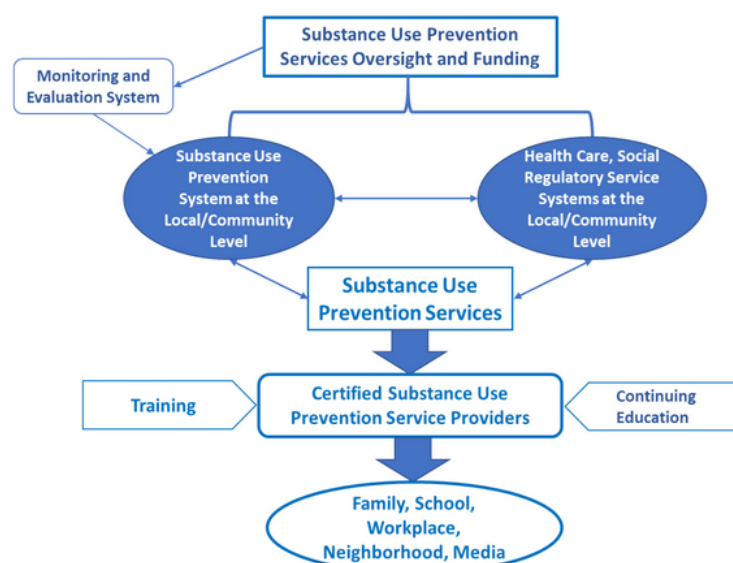 Substance Use Prevention
Services Oversight and Funding
Monitoring and
Evaluation System
Substance Use
Prevention
System at the
Local/Community
Level
Health Care, Social
Regulatory Service
Systems at the
Local/Community
Level
Substance Use
Prevention Services
Training
Certified Substance Use
Prevention Service Providers
Continuing
Education
Family, School,
Workplace,
Neighborhood, Media